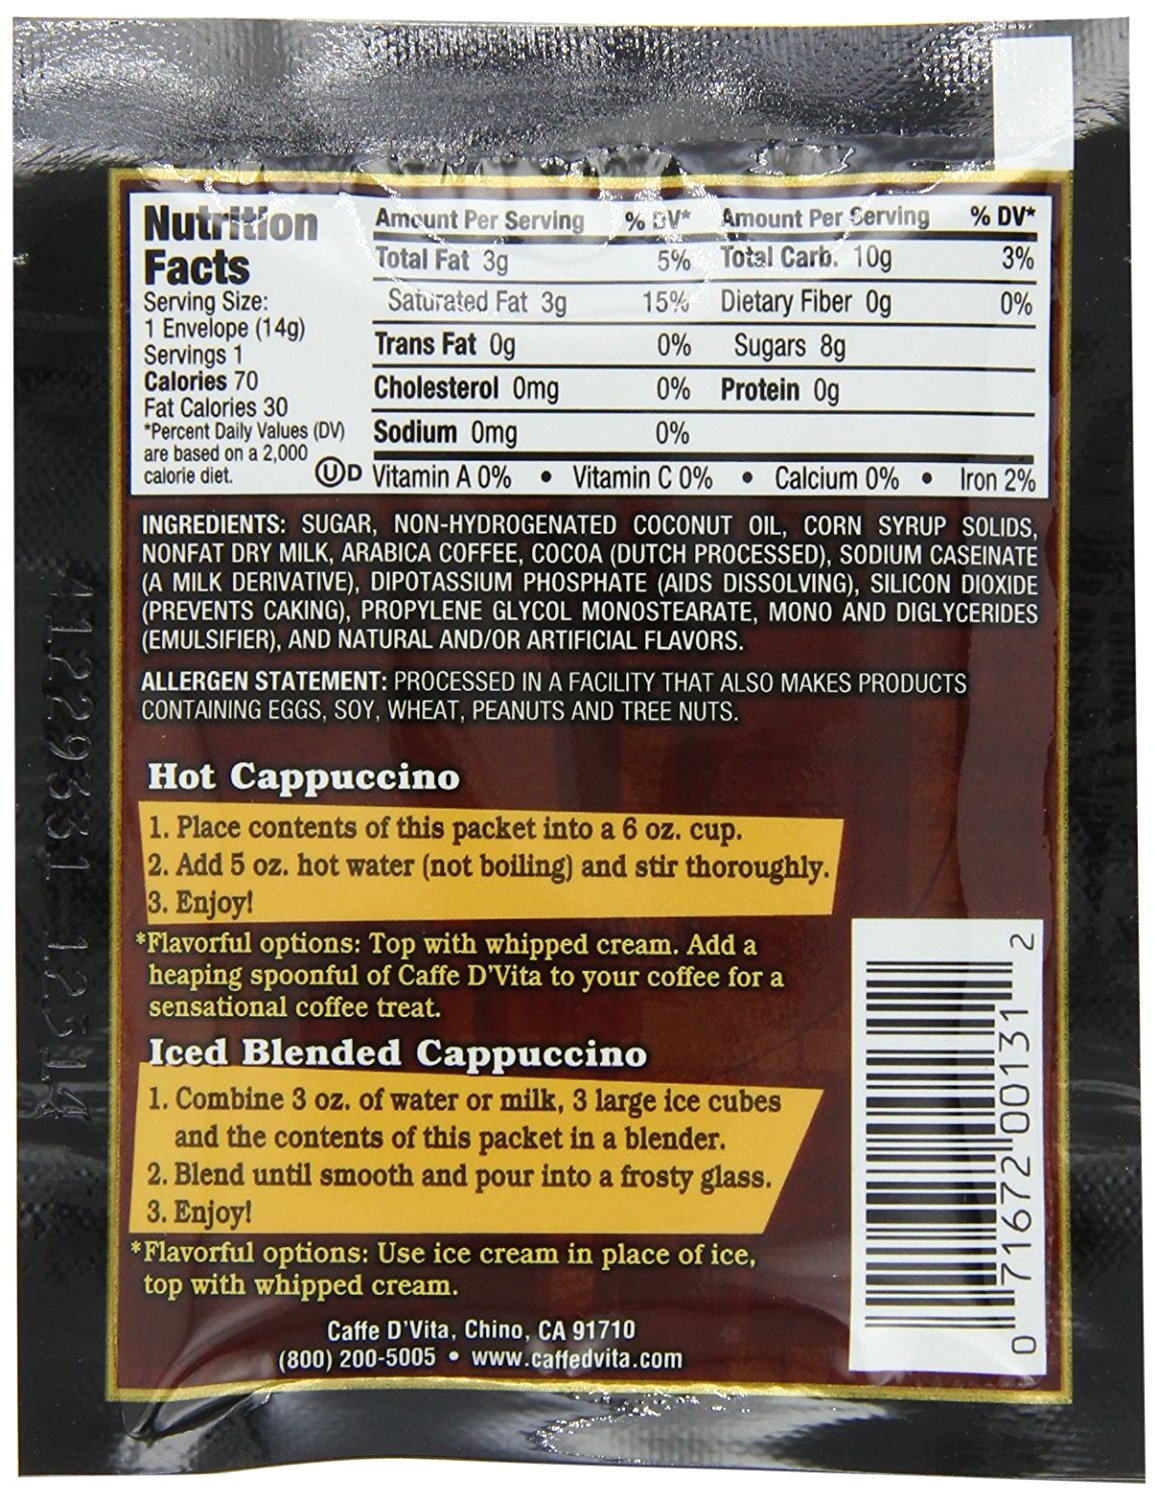 Nutrition
Facts
Serving Size:
1 Envelope (14g)
Servings 1
Calories 70
Fat Calories 30
*Percent Daily Values (DV)
are based on a 2,000
calorie diet.
Ⓤ D
Amount Per Serving % DV* Amount Per Serving % DV*
Total Fat 3g 5% Total Carb. 10g 3%
Saturated Fat 3g 15% Dietary Fiber 0g 0%
Trans Fat 0g 0% Sugars 8g
Cholesterol 0mg 0% Protein 0g
Sodium 0mg 0%
Vitamin A 0% • Vitamin C 0% • Calcium 0% • Iron 2%
INGREDIENTS: SUGAR, NON-HYDROGENATED COCONUT OIL, CORN SYRUP SOLIDS,
NONFAT DRY MILK, ARABICA COFFEE, COCOA (DUTCH PROCESSED), SODIUM CASEINATE
(A MILK DERIVATIVE), DIPOTASSIUM PHOSPHATE (AIDS DISSOLVING), SILICON DIOXIDE
(PREVENTS CAKING), PROPYLENE GLYCOL MONOSTEARATE, MONO AND DIGLYCERIDES
(EMULSIFIER), AND NATURAL AND/OR ARTIFICIAL FLAVORS.
ALLERGEN STATEMENT: PROCESSED IN A FACILITY THAT ALSO MAKES PRODUCTS
CONTAINING EGGS, SOY, WHEAT, PEANUTS AND TREE NUTS.
Hot Cappuccino
1. Place contents of this packet into a 6 oz. cup.
2. Add 5 oz. hot water (not boiling) and stir thoroughly.
3. Enjoy!
*Flavorful options: Top with whipped cream. Add a
heaping spoonful of Caffe D'Vita to your coffee for a
sensational coffee treat.
Iced Blended Cappuccino
1. Combine 3 oz. of water or milk, 3 large ice cubes
and the contents of this packet in a blender.
2. Blend until smooth and pour into a frosty glass.
3. Enjoy!
*Flavorful options: Use ice cream in place of ice,
top with whipped cream.
Caffe D'Vita, Chino, CA 91710
(800) 200-5005 • www.caffedvita.com
0 71672 00131 2